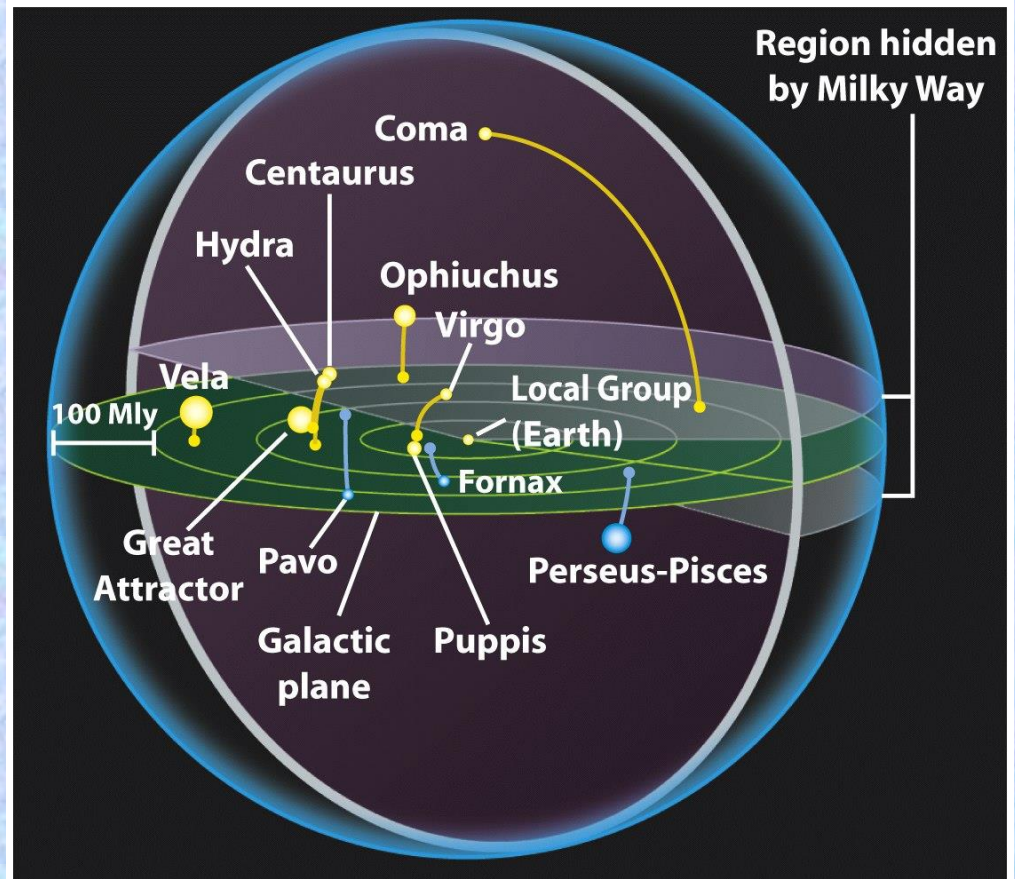 Region hidden
by Milky Way
Coma
Centaurus
Hydra
Ophiuchus
Virgo
Vela
Local Group
(Earth)
100 Mly
Fornax
Great
Attractor
Pavo
Perseus-Pisces
Galactic
plane
Puppis